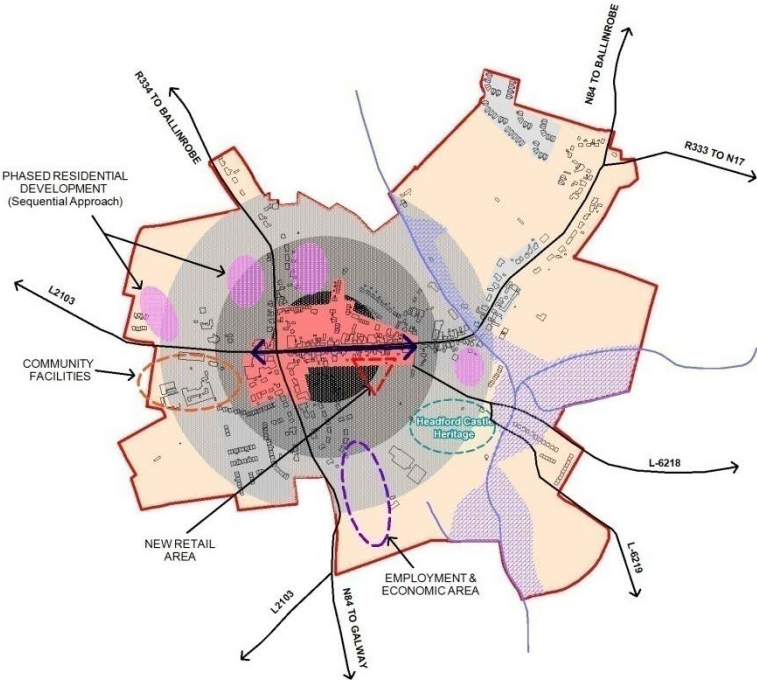 N84 TO BALLINROBE
R334 TO BALLINROBE
R333 TO N17
PHASED RESIDENTIAL
DEVELOPMENT
(Sequential Approach)
L2103
COMMUNITY
FACILITIES
Headford Castle
Heritage
L-6218
NEW RETAIL
AREA
EMPLOYMENT &
ECONOMIC AREA
L-6219
L2103
N84 TO GALWAY